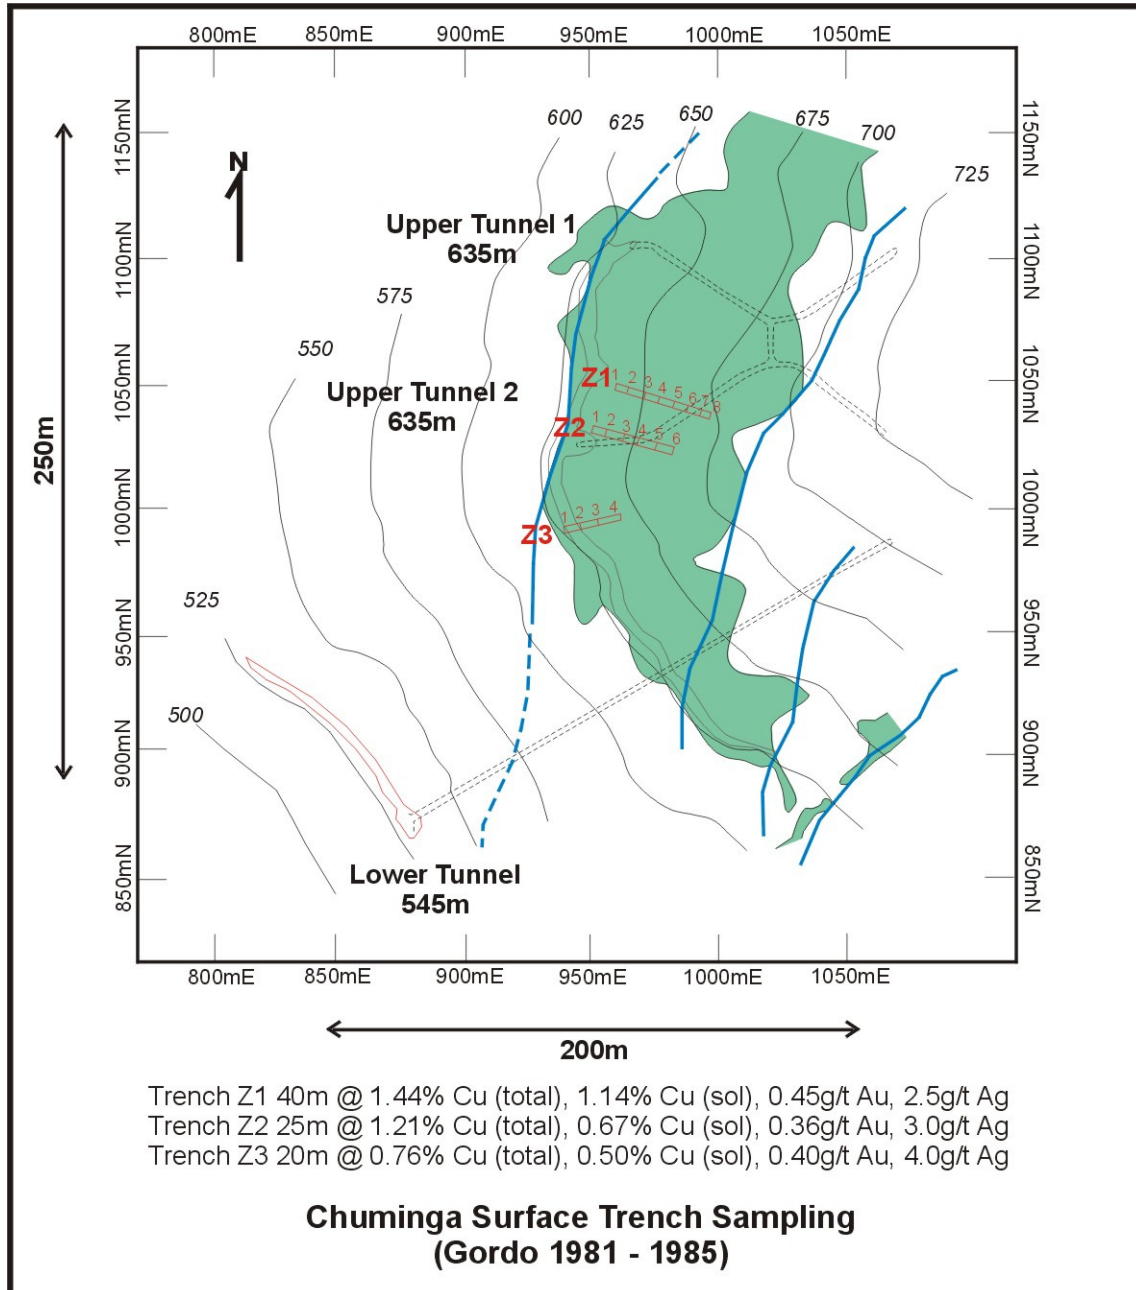 800mE 850mE 900mE 950mE 1000mE 1050mE
1150mN 600 625 650 675 700 1150mN
N
725
Upper Tunnel 1
635m
1100mN 1100mN
575
550
Upper Tunnel 2
635m
1050mN 1050mN
Z1 1 2 3 4 5 6 7 8
Z2 1 2 3 4 5 6
250m
1000mN 1000mN
Z3 1 2 3 4
525
950mN 950mN
500
900mN 900mN
Lower Tunnel
545m
850mN 850mN
800mE 850mE 900mE 950mE 1000mE 1050mE
200m
Trench Z1 40m @ 1.44% Cu (total), 1.14% Cu (sol), 0.45g/t Au, 2.5g/t Ag
Trench Z2 25m @ 1.21% Cu (total), 0.67% Cu (sol), 0.36g/t Au, 3.0g/t Ag
Trench Z3 20m @ 0.76% Cu (total), 0.50% Cu (sol), 0.40g/t Au, 4.0g/t Ag
Chuminga Surface Trench Sampling
(Gordo 1981 - 1985)